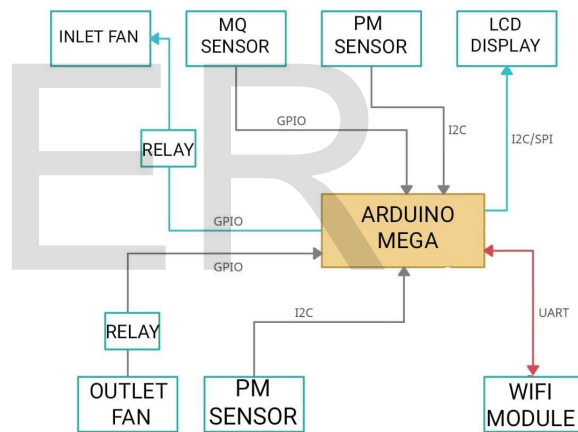 INLET FAN
MQ
SENSOR
PM
SENSOR
LCD
DISPLAY
GPIO
I2C
I2C/SPI
RELAY
GPIO
ARDUINO
MEGA
GPIO
I2C
UART
RELAY
OUTLET
FAN
PM
SENSOR
WIFI
MODULE
ER